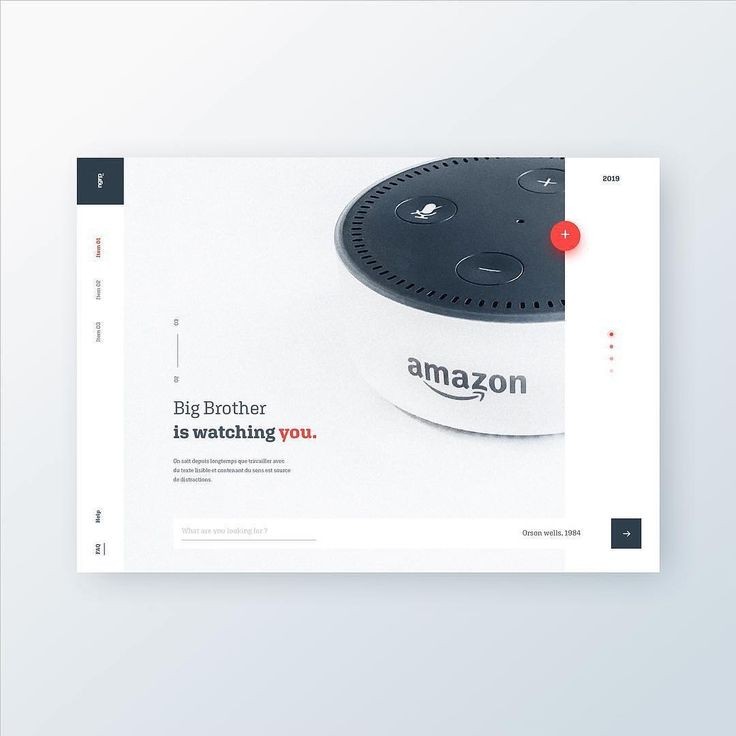 2019
Item 01
Item 02
Item 03
amazon
03
Big Brother
is watching you.
On sait depuis longtemps que travailler avec
du texte lisible et contenant du sens est source
de distractions.
What are you looking for ?
Orson wells, 1984
Help
FAQ